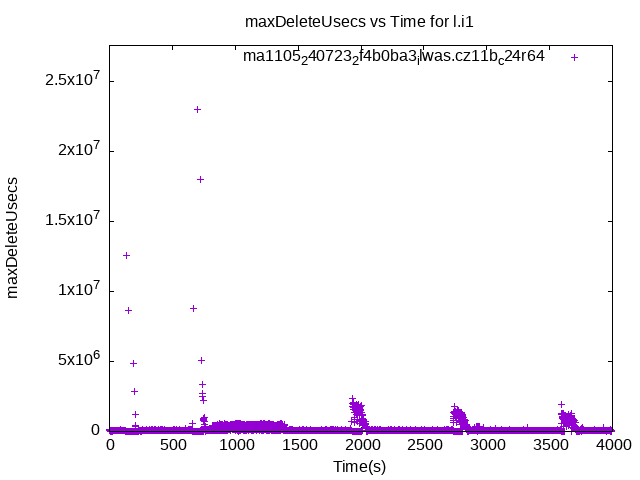 maxDeleteUsecs vs Time for l.i1
ma11052407232f4b0ba3ilwas.cz11bc24r64
2.5x10^7
2x10^7
1.5x10^7
1x10^7
5x10^6
0
maxDeleteUsecs
0 500 1000 1500 2000 2500 3000 3500 4000
Time(s)